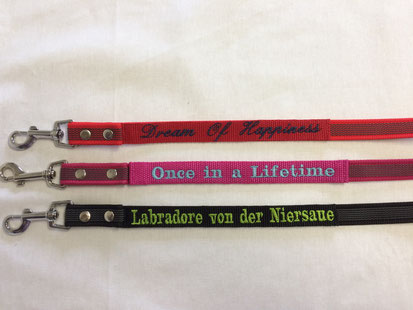 Dream Of Happiness
Once in a Lifetime
Labradore von der Niersaue